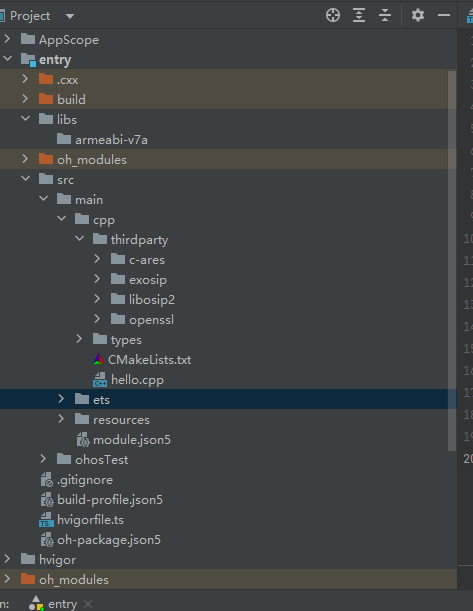 Project
AppScope
entry
.cxx
build
libs
armeabi-v7a
oh_modules
src
main
cpp
thirdparty
c-ares
exosip
libosip2
openssl
types
CMakeLists.txt
hello.cpp
ets
resources
module.json5
ohosTest
.gitignore
build-profile.json5
hvigorfile.ts
oh-package.json5
hvigor
oh_modules
n:
entry